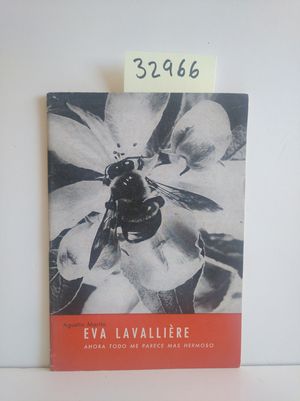 32966
EVA LAVALLIÈRE
AHORA TODO ME PARECE MAS HERMOSO